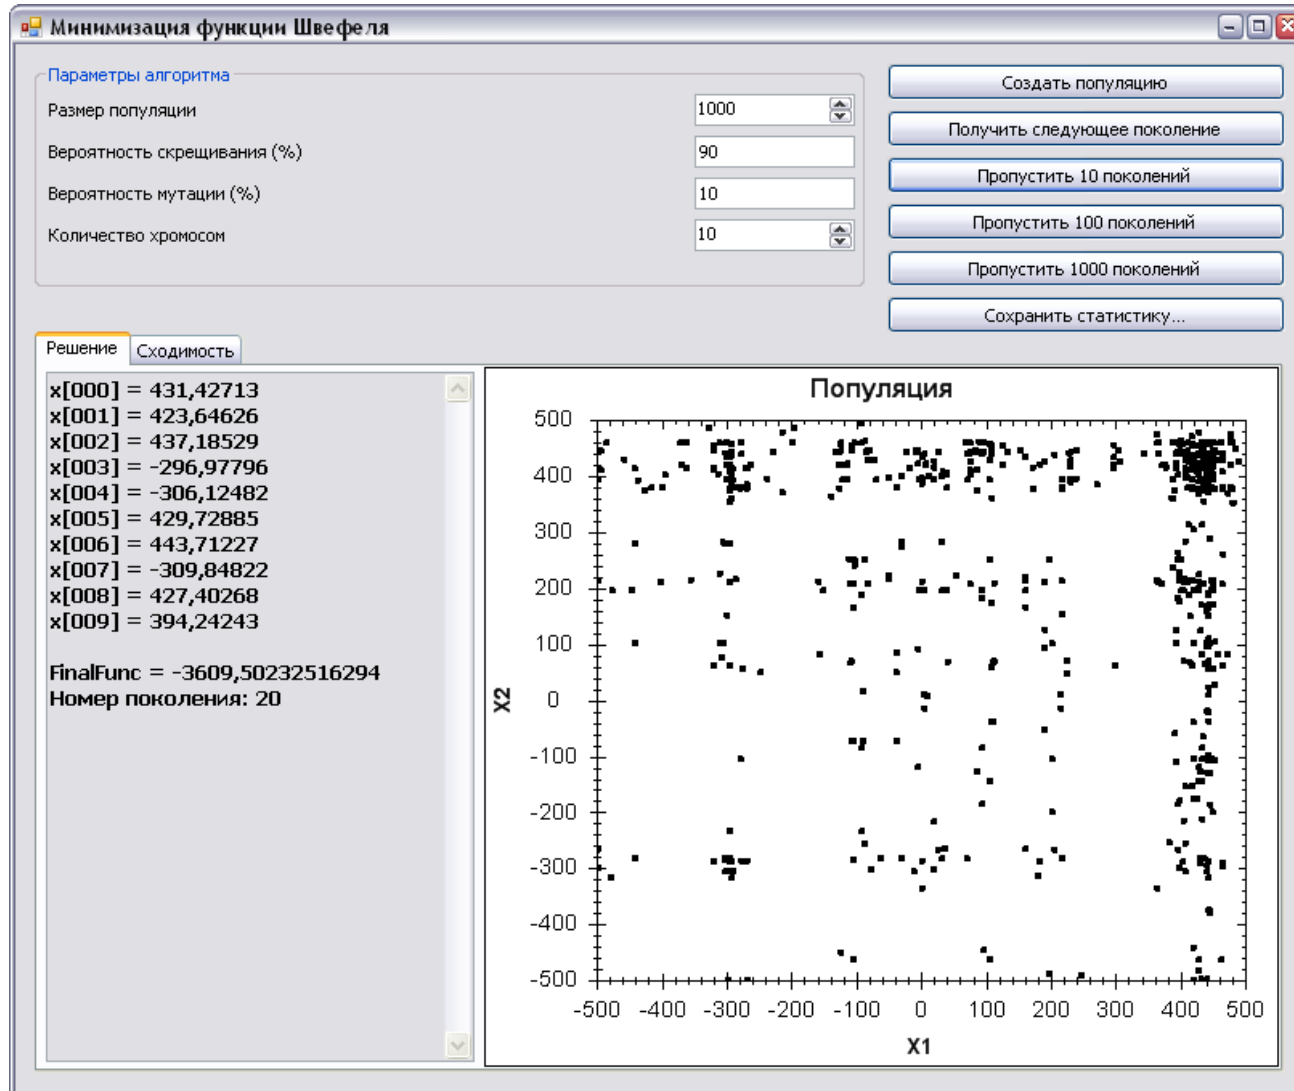 Минимизация функции Швефеля
Параметры алгоритма
Размер популяции
1000
Вероятность скрещивания (%)
90
Вероятность мутации (%)
10
Количество хромосом
10
Создать популяцию
Получить следующее поколение
Пропустить 10 поколений
Пропустить 100 поколений
Пропустить 1000 поколений
Сохранить статистику...
Решение
Сходимость
x[000] = 431,42713
x[001] = 423,64626
x[002] = 437,18529
x[003] = -296,97796
x[004] = -306,12482
x[005] = 429,72885
x[006] = 443,71227
x[007] = -309,84822
x[008] = 427,40268
x[009] = 394,24243
FinalFunc = -3609,50232516294
Номер поколения: 20
Популяция
500
400
300
200
100
0
-100
-200
-300
-400
-500
X2
-500 -400 -300 -200 -100 0 100 200 300 400 500
X1